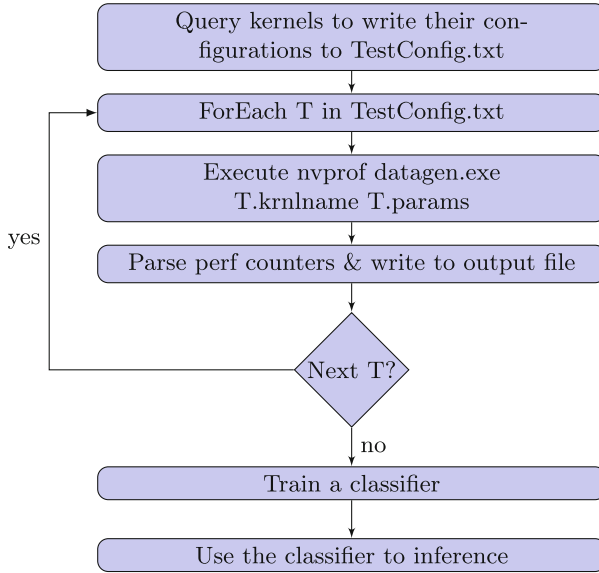 Query kernels to write their con-
figurations to TestConfig.txt
ForEach T in TestConfig.txt
Execute nvprof datagen.exe
T.krnlname T.params
yes
Parse perf counters & write to output file
Next T?
no
Train a classifier
Use the classifier to inference